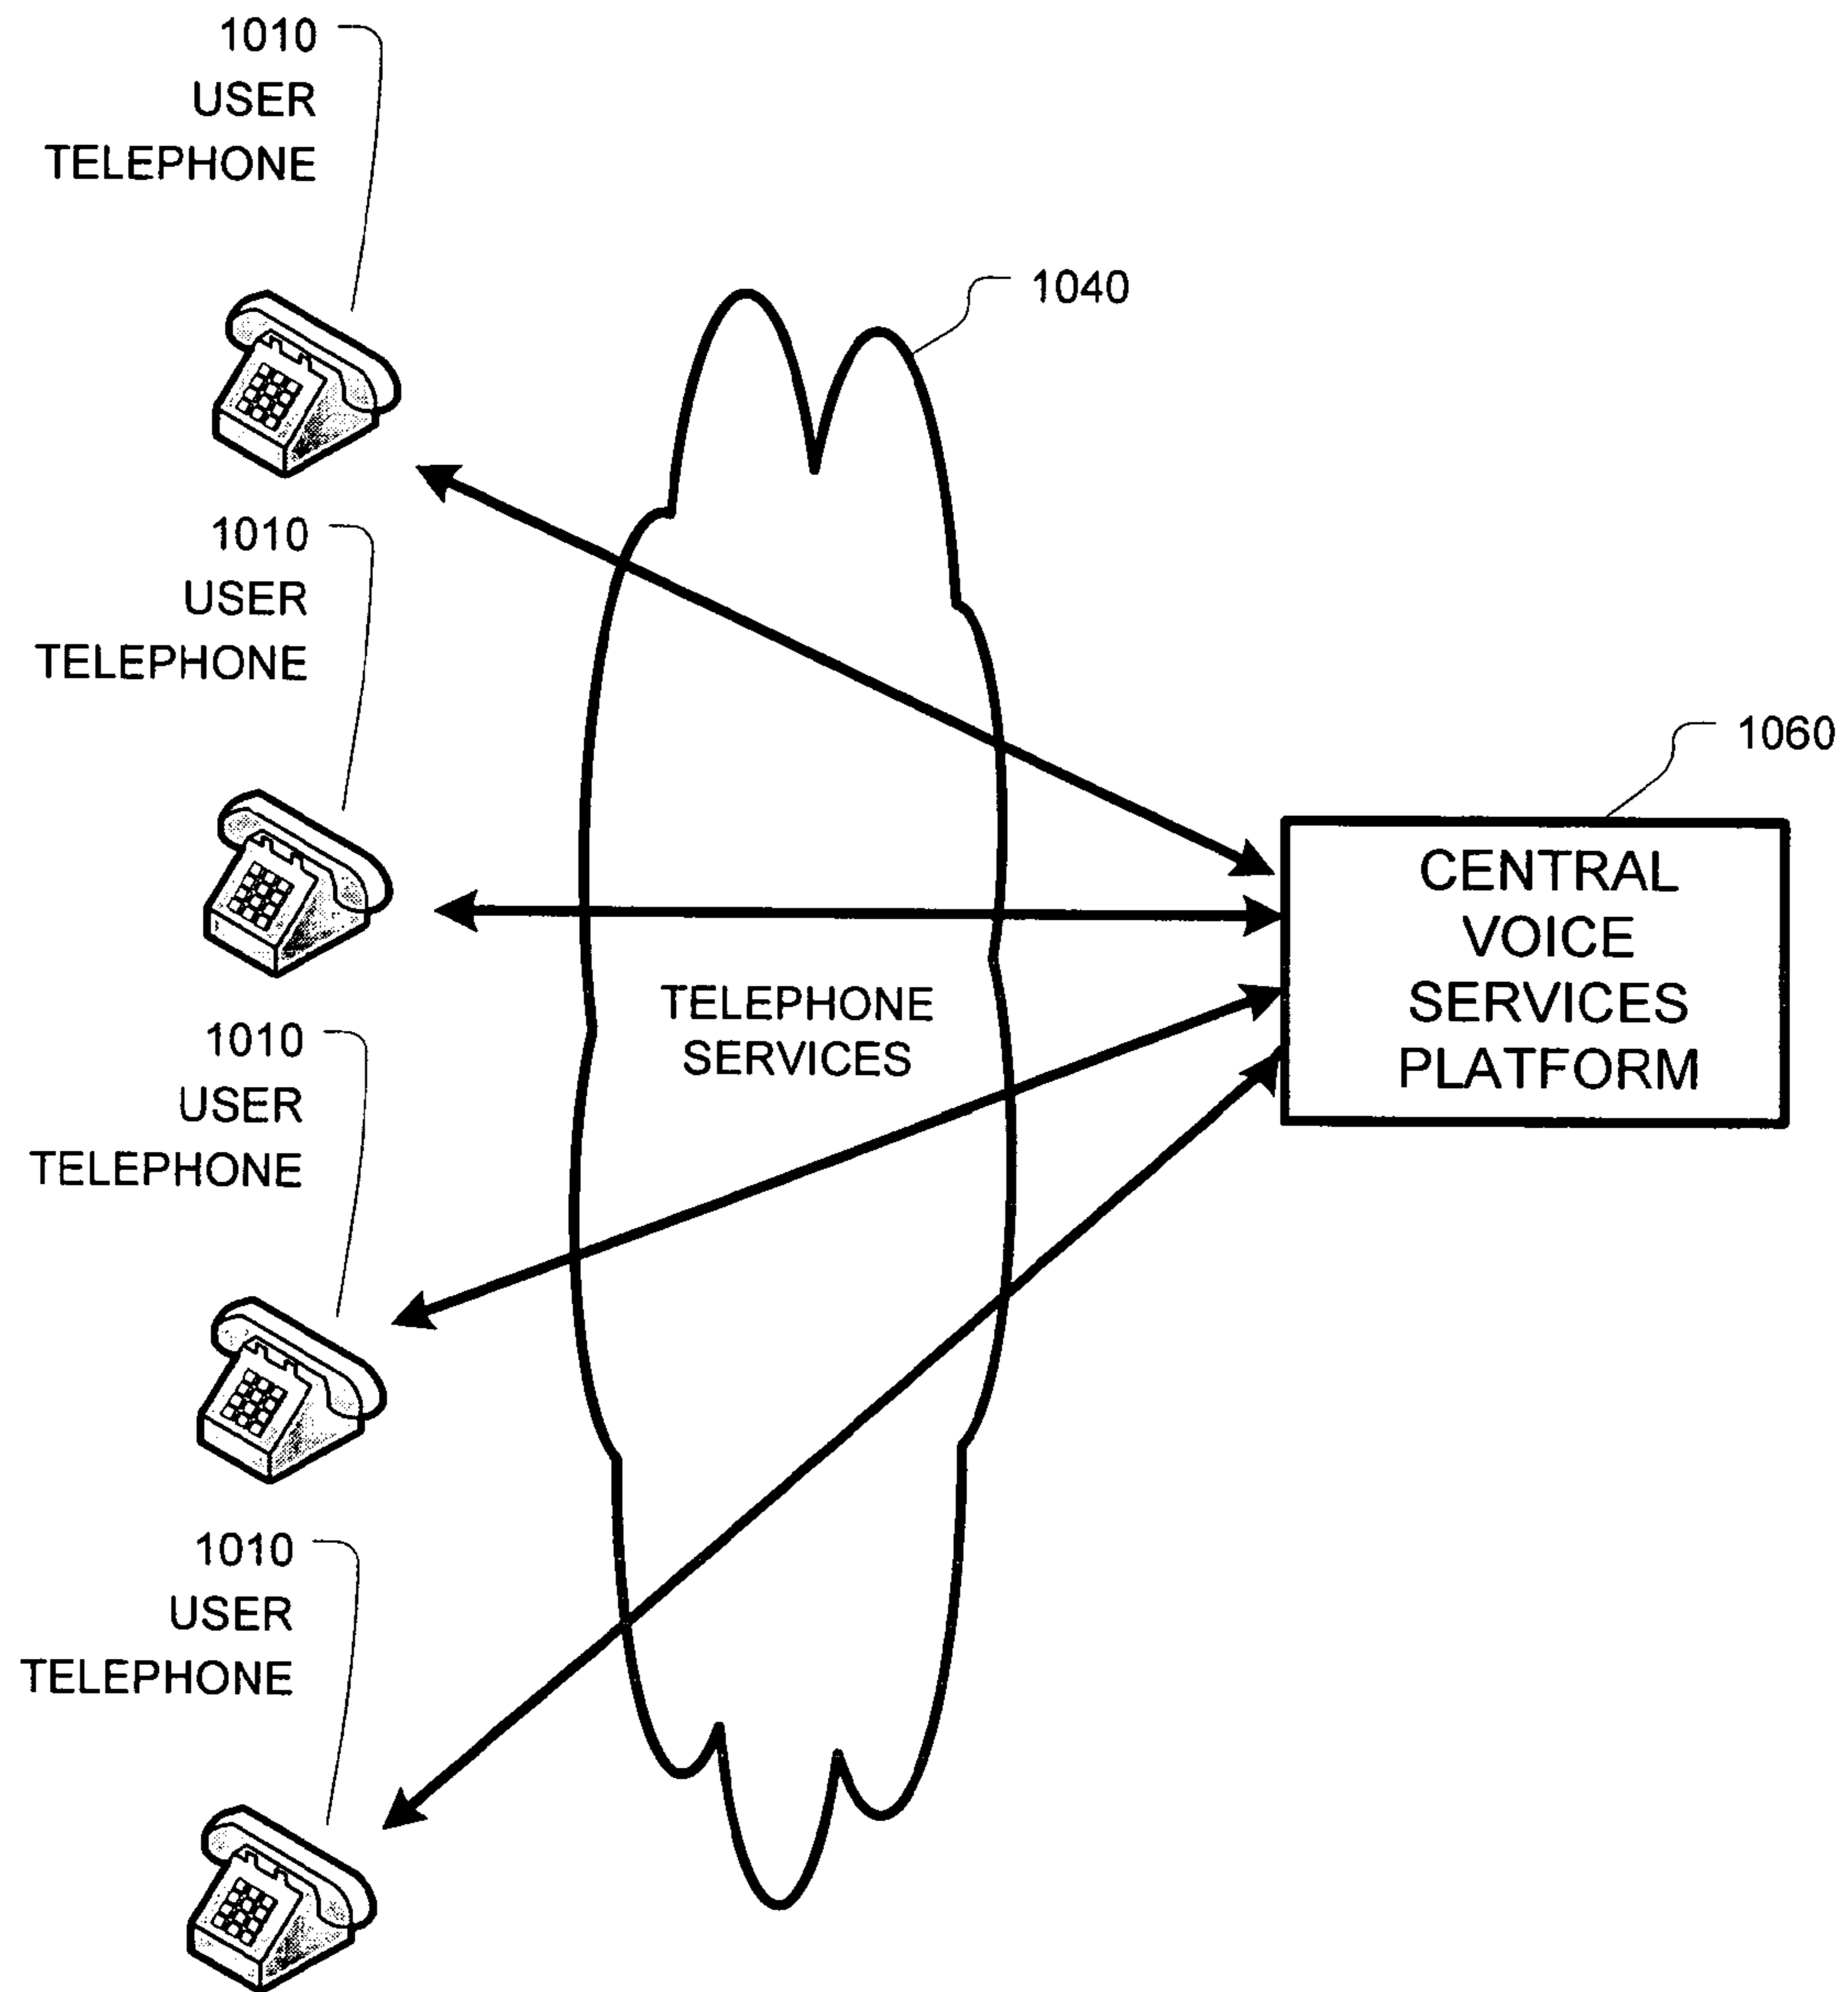 1010
USER
TELEPHONE
1040
1010
USER
TELEPHONE
1060
CENTRAL
VOICE
SERVICES
PLATFORM
TELEPHONE
SERVICES
1010
USER
TELEPHONE
1010
USER
TELEPHONE